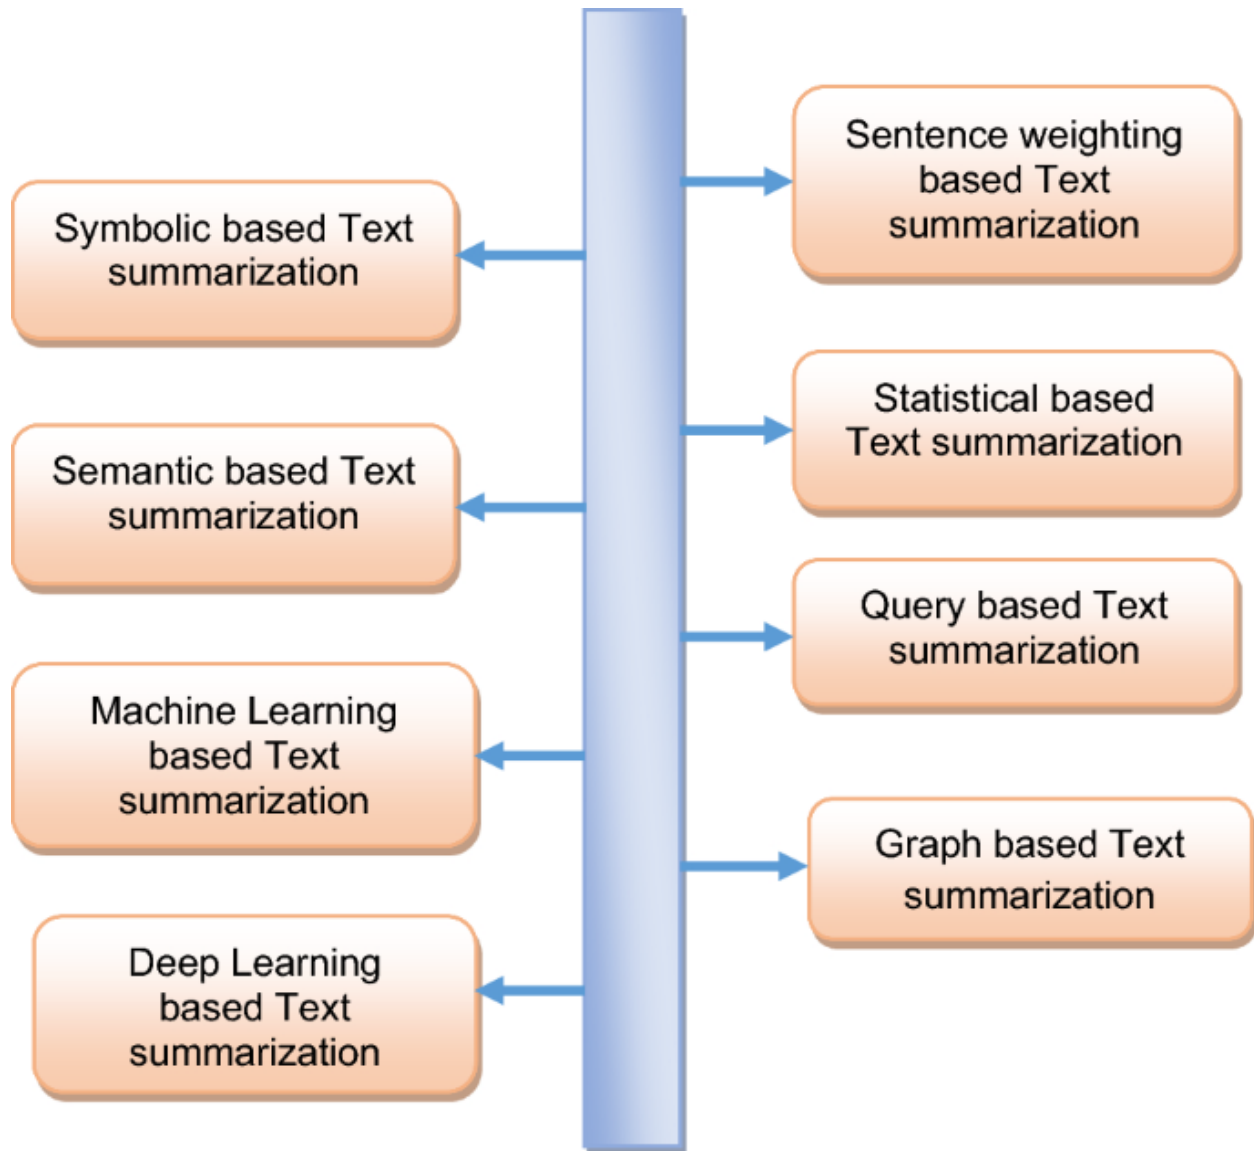 Sentence weighting
based Text
summarization
Symbolic based Text
summarization
Statistical based
Text summarization
Semantic based Text
summarization
Query based Text
summarization
Machine Learning
based Text
summarization
Graph based Text
summarization
Deep Learning
based Text
summarization